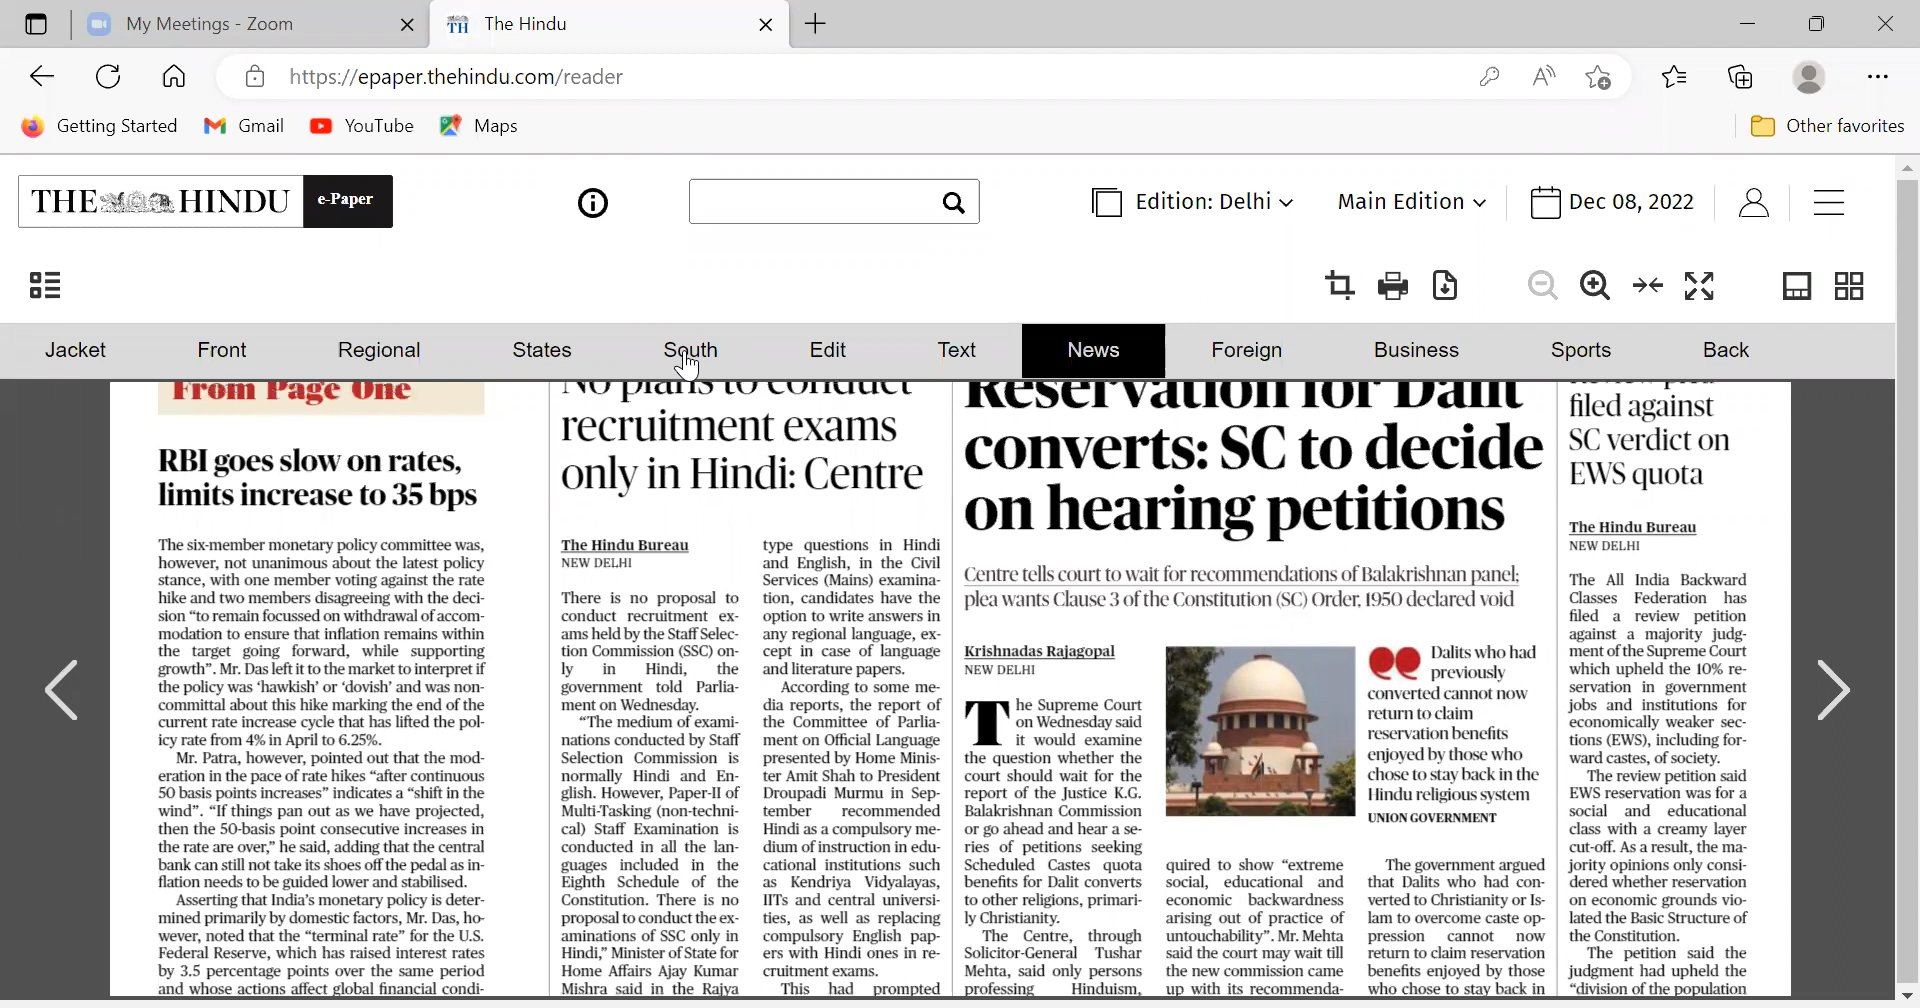 My Meetings - Zoom
The Hindu
https://epaper.thehindu.com/reader
Getting Started
Gmail
YouTube
Maps
Other favorites
THE HINDU e-Paper
Edition: Delhi
Main Edition
Dec 08, 2022
Jacket
Front
Regional
States
South
Edit
Text
News
Foreign
Business
Sports
Back
From Page One
RBI goes slow on rates,
limits increase to 35 bps
The six-member monetary policy committee was,
however, not unanimous about the latest policy
stance, with one member voting against the rate
hike and two members disagreeing with the deci-
sion “to remain focussed on withdrawal of accom-
modation to ensure that inflation remains within
the target going forward, while supporting
growth”. Mr. Das left it to the market to interpret if
the policy was ‘hawkish’ or ‘dovish’ and was non-
committal about this hike marking the end of the
current rate increase cycle that has lifted the pol-
icy rate from 4% in April to 6.25%.
Mr. Patra, however, pointed out that the mod-
eration in the pace of rate hikes “after continuous
50 basis points increases” indicates a “shift in the
wind”. “If things pan out as we have projected,
then the 50-basis point consecutive increases in
the rate are over,” he said, adding that the central
bank can still not take its shoes off the pedal as in-
flation needs to be guided lower and stabilised.
Asserting that India’s monetary policy is deter-
mined primarily by domestic factors, Mr. Das, ho-
wever, noted that the “terminal rate” for the U.S.
Federal Reserve, which has raised interest rates
by 3.5 percentage points over the same period
and whose actions affect global financial condi-
No plans to conduct
recruitment exams
only in Hindi: Centre
The Hindu Bureau
NEW DELHI
There is no proposal to
conduct recruitment ex-
ams held by the Staff Selec-
tion Commission (SSC) on-
ly in Hindi, the
government told Parlia-
ment on Wednesday.
“The medium of exami-
nations conducted by Staff
Selection Commission is
normally Hindi and En-
glish. However, Paper-II of
Multi-Tasking (non-techni-
cal) Staff Examination is
conducted in all the lan-
guages included in the
Eighth Schedule of the
Constitution. There is no
proposal to conduct the ex-
aminations of SSC only in
Hindi,” Minister of State for
Home Affairs Ajay Kumar
Mishra said in the Rajya
type questions in Hindi
and English, in the Civil
Services (Mains) examina-
tion, candidates have the
option to write answers in
any regional language, ex-
cept in case of language
and literature papers.
According to some me-
dia reports, the report of
the Committee of Parlia-
ment on Official Language
presented by Home Minis-
ter Amit Shah to President
Droupadi Murmu in Sep-
tember recommended
Hindi as a compulsory me-
dium of instruction in edu-
cational institutions such
as Kendriya Vidyalayas,
IITs and central universi-
ties, as well as replacing
compulsory English pap-
ers with Hindi ones in re-
cruitment exams.
This had prompted
Reservation for Dalit
converts: SC to decide
on hearing petitions
Centre tells court to wait for recommendations of Balakrishnan panel;
plea wants Clause 3 of the Constitution (SC) Order, 1950 declared void
Krishnadas Rajagopal
NEW DELHI
The Supreme Court
on Wednesday said
it would examine
the question whether the
court should wait for the
report of the Justice K.G.
Balakrishnan Commission
or go ahead and hear a se-
ries of petitions seeking
Scheduled Castes quota
benefits for Dalit converts
to other religions, primari-
ly Christianity.
The Centre, through
Solicitor-General Tushar
Mehta, said only persons
professing Hinduism,
quired to show “extreme
social, educational and
economic backwardness
arising out of practice of
untouchability”. Mr. Mehta
said the court may wait till
the new commission came
up with its recommenda-
Dalits who had
previously
converted cannot now
return to claim
reservation benefits
enjoyed by those who
chose to stay back in the
Hindu religious system
UNION GOVERNMENT
The government argued
that Dalits who had con-
verted to Christianity or Is-
lam to overcome caste op-
pression cannot now
return to claim reservation
benefits enjoyed by those
who chose to stay back in
filed against
SC verdict on
EWS quota
The Hindu Bureau
NEW DELHI
The All India Backward
Classes Federation has
filed a review petition
against a majority judg-
ment of the Supreme Court
which upheld the 10% re-
servation in government
jobs and institutions for
economically weaker sec-
tions (EWS), including for-
ward castes, of society.
The review petition said
EWS reservation was for a
social and educational
class with a creamy layer
cut-off. As a result, the ma-
jority opinions only consi-
dered whether reservation
on economic grounds vio-
lated the Basic Structure of
the Constitution.
The petition said the
judgment had upheld the
“division of the population